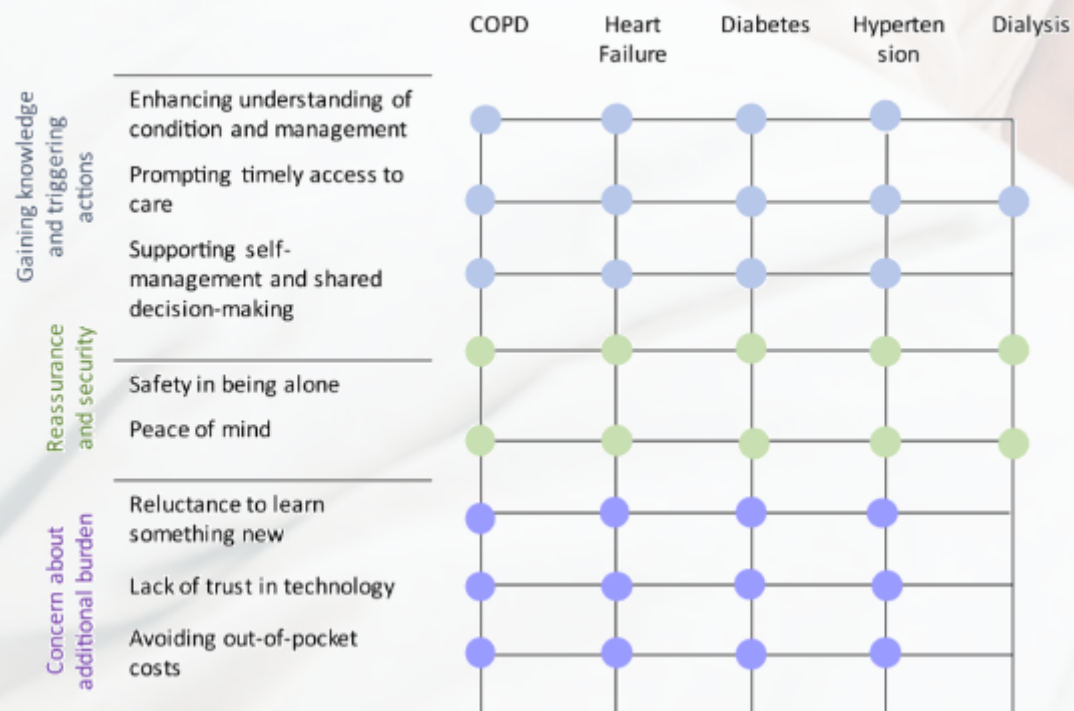 COPD
Heart
Failure
Diabetes
Hyperten
sion
Dialysis
Gaining knowledge
and triggering
actions
Enhancing understanding of
condition and management
Prompting timely access to
care
Supporting self-
management and shared
decision-making
Reassurance
and security
Safety in being alone
Peace of mind
Concern about
additional burden
Reluctance to learn
something new
Lack of trust in technology
Avoiding out-of-pocket
costs